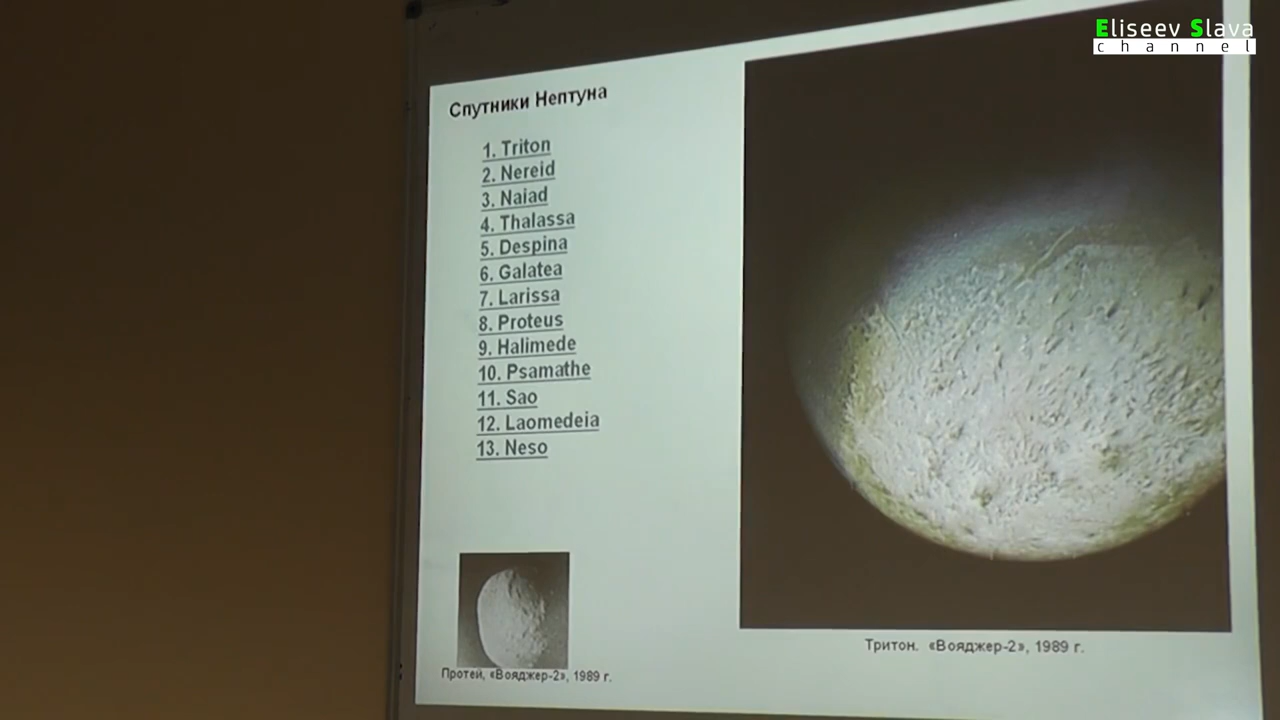 Eliseev Slava
channel
Спутники Нептуна
1. Triton
2. Nereid
3. Naiad
4. Thalassa
5. Despina
6. Galatea
7. Larissa
8. Proteus
9. Halimede
10. Psamathe
11. Sao
12. Laomedeia
13. Neso
Протей, «Вояджер-2», 1989 г.
Тритон. «Вояджер-2», 1989 г.